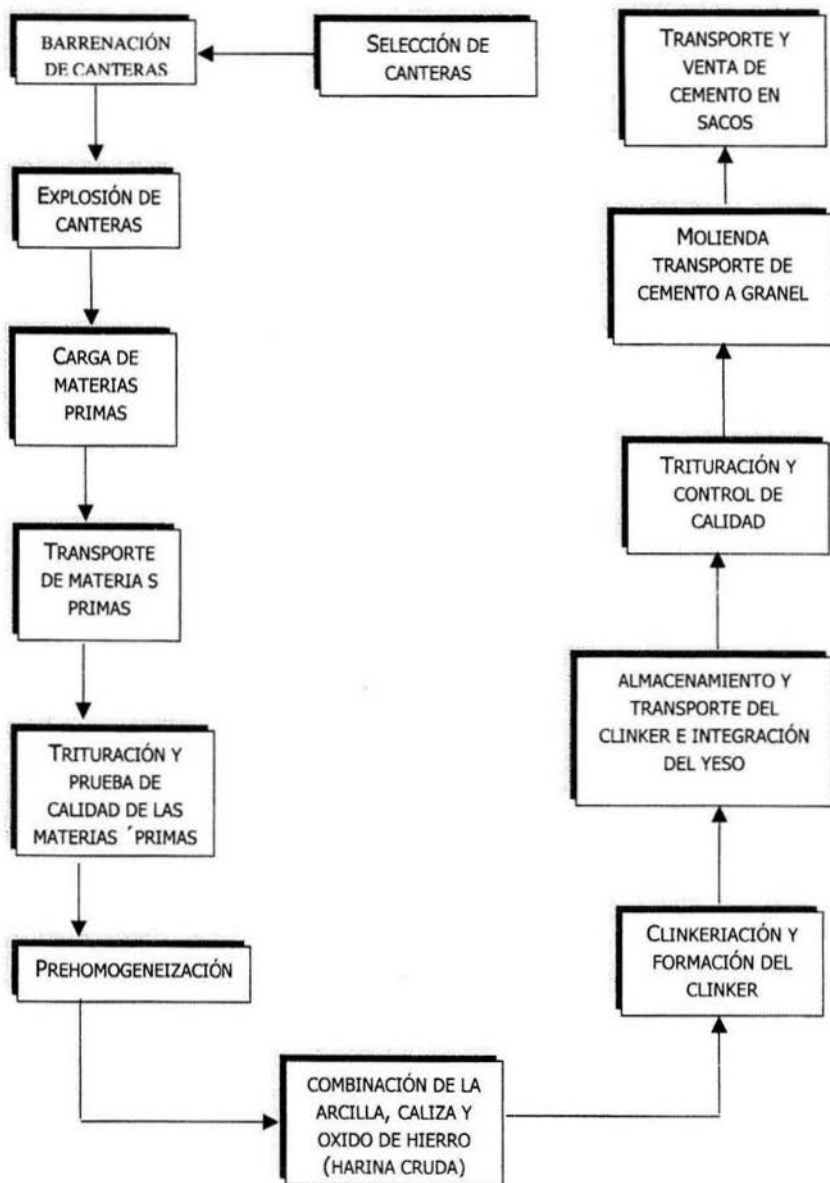 SELECCIÓN DE
CANTERAS
BARRENACIÓN
DE CANTERAS
EXPLOSIÓN DE
CANTERAS
CARGA DE
MATERIAS
PRIMAS
TRANSPORTE
DE MATERIA S
PRIMAS
TRITURACIÓN Y
PRUEBA DE
CALIDAD DE LAS
MATERIAS ´PRIMAS
PREHOMOGENEIZACIÓN
COMBINACIÓN DE LA
ARCILLA, CALIZA Y
OXIDO DE HIERRO
(HARINA CRUDA)
CLINKERIACIÓN Y
FORMACIÓN DEL
CLINKER
ALMACENAMIENTO Y
TRANSPORTE DEL
CLINKER E INTEGRACIÓN
DEL YESO
TRITURACIÓN Y
CONTROL DE
CALIDAD
MOLIENDA
TRANSPORTE DE
CEMENTO A GRANEL
TRANSPORTE Y
VENTA DE
CEMENTO EN
SACOS